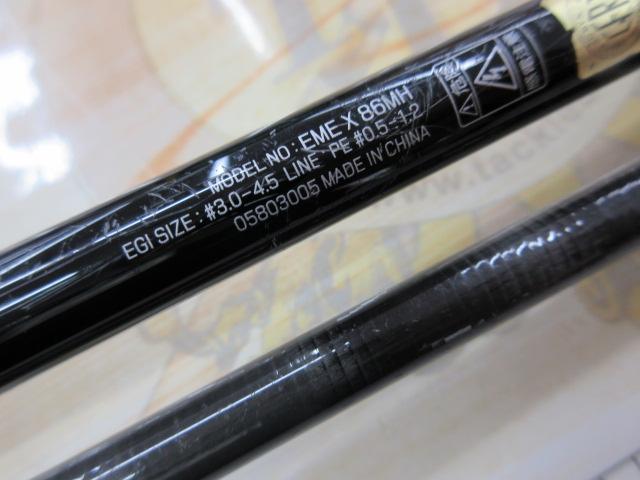 MODEL NO: EME X 86MH
EGI SIZE: #3.0-4.5 LINE PE #0.5-1.2
05803005 MADE IN CHINA